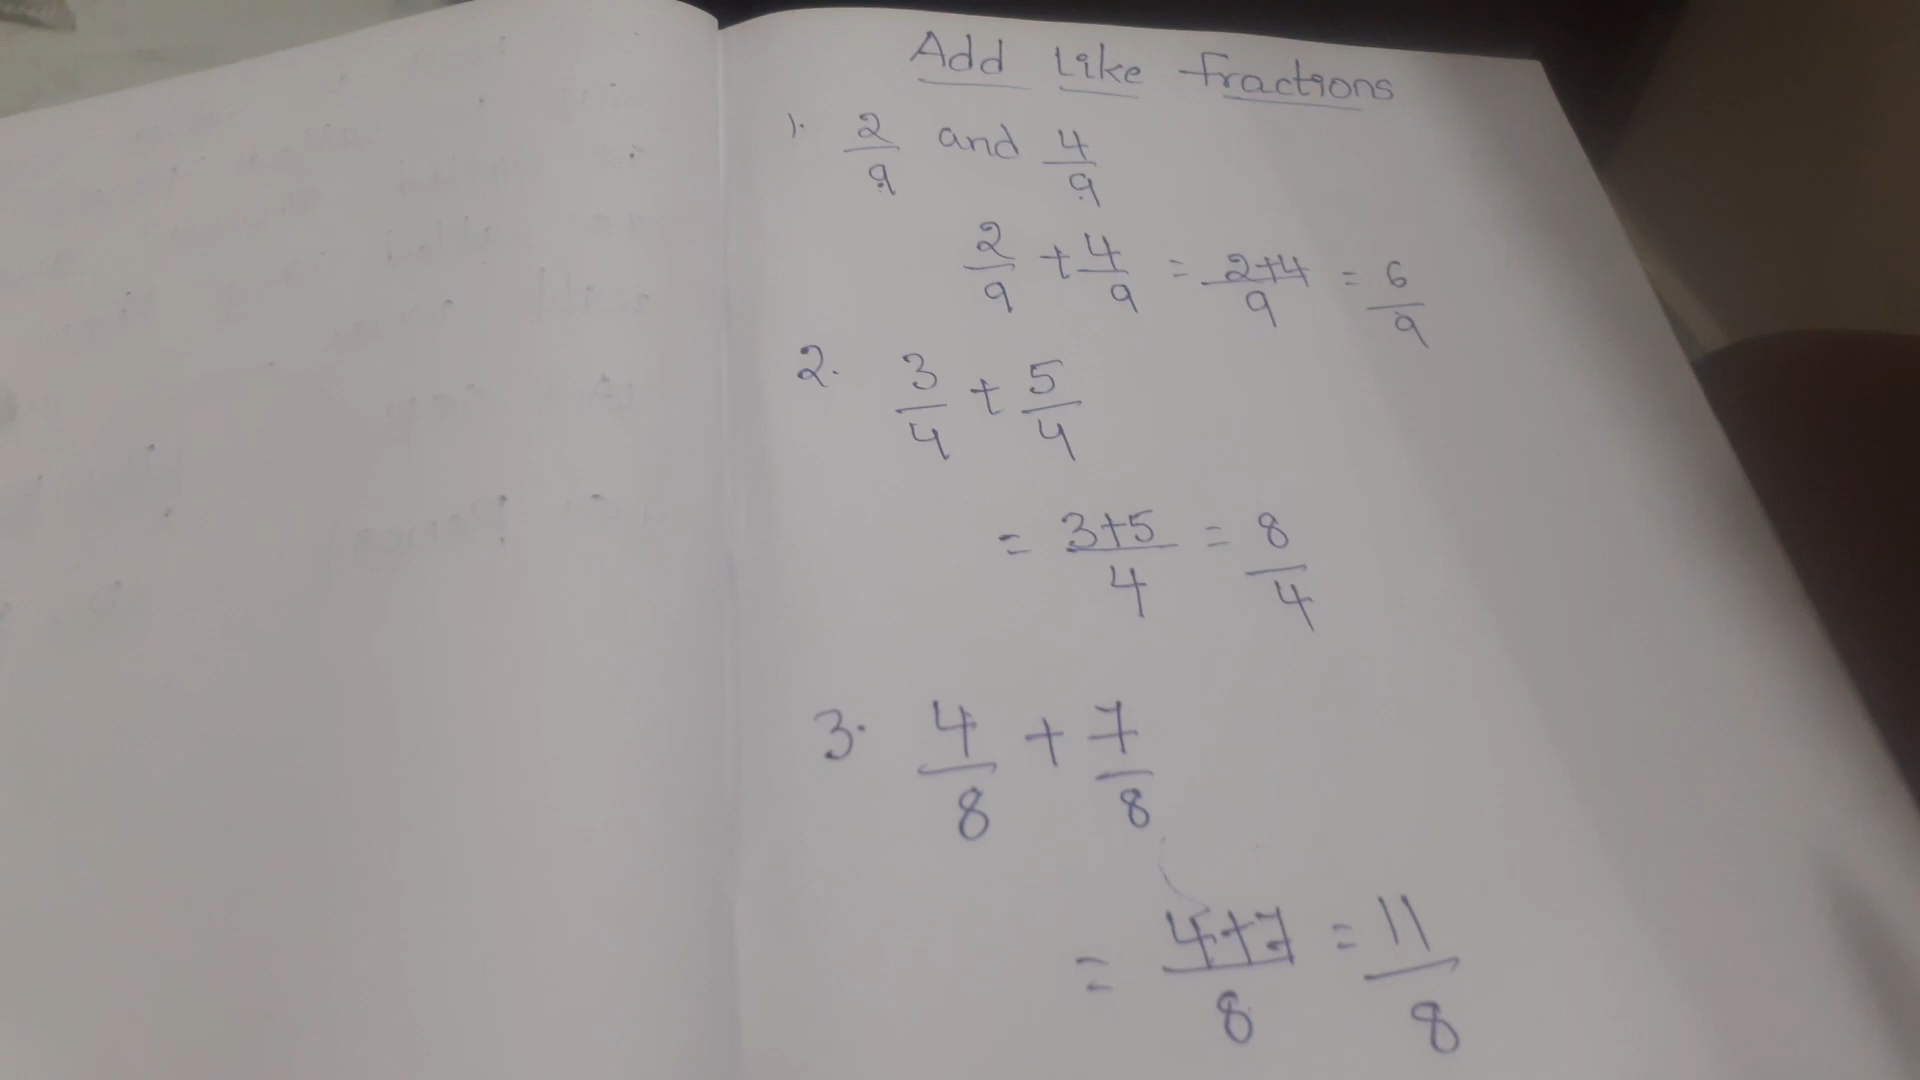 Add Like fractions
1. 2/9 and 4/9
2/9 + 4/9 = 2+4/9 = 6/9
2. 3/4 + 5/4
= 3+5/4 = 8/4
3. 4/8 + 7/8
= 4+7/8 = 11/8